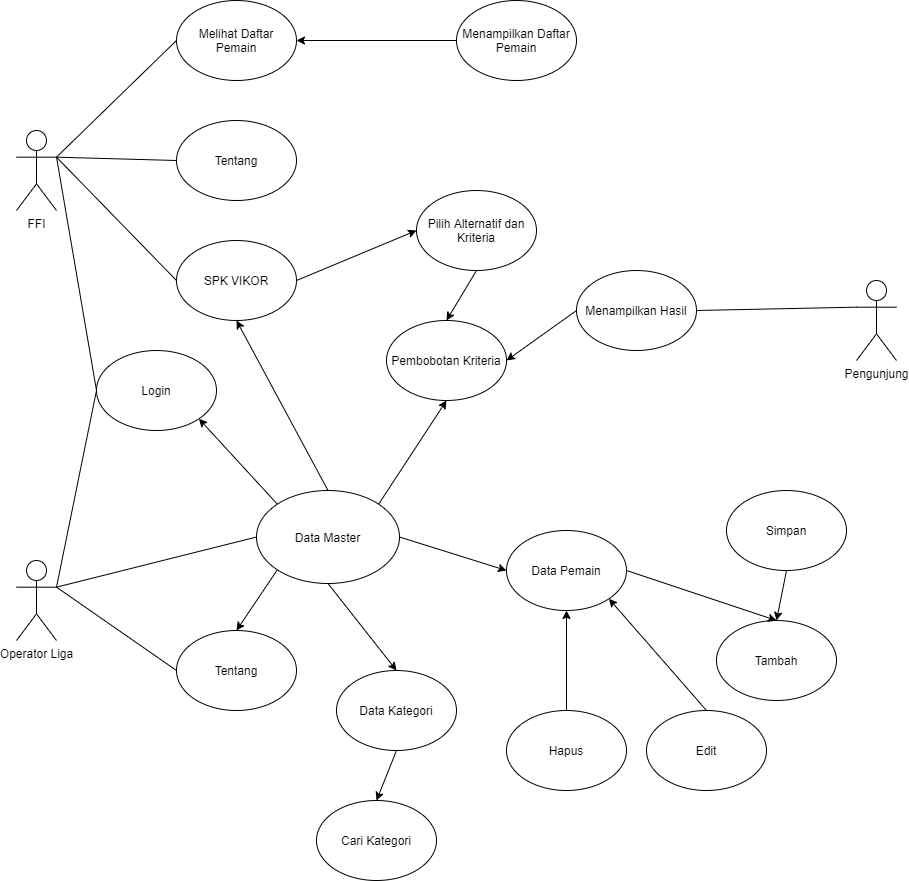 Melihat Daftar
Pemain
Menampilkan Daftar
Pemain
Tentang
FFI
Pilih Alternatif dan
Kriteria
SPK VIKOR
Menampilkan Hasil
Pembobotan Kriteria
Pengunjung
Login
Data Master
Simpan
Data Pemain
Operator Liga
Tentang
Tambah
Data Kategori
Hapus
Edit
Cari Kategori